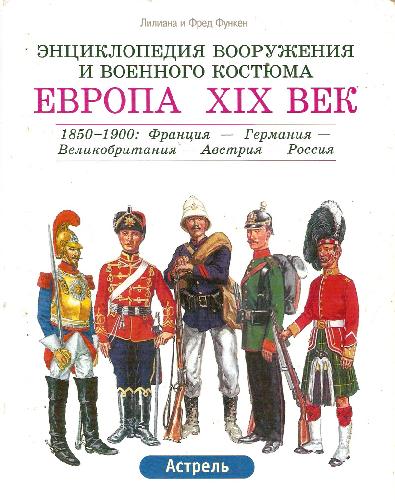 Лилиана и Фред Функен
ЭНЦИКЛОПЕДИЯ ВООРУЖЕНИЯ
И ВОЕННОГО КОСТЮМА
ЕВРОПА XIX ВЕК
1850–1900: Франция — Германия —
Великобритания Австрия Россия
Астрель